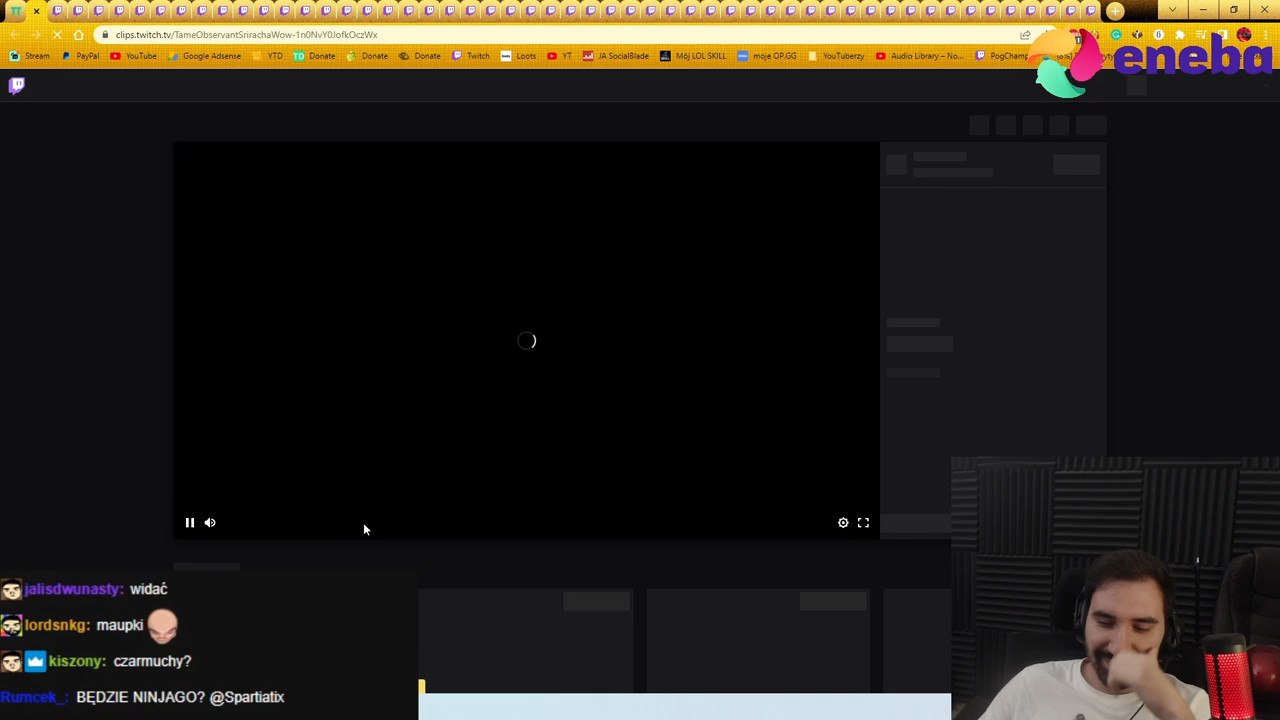 clips.twitch.tv/TameObservantSrirachaWow-1n0NvY0JofkOczWx
Stream PayPal YouTube Google Adsense YTD Donate Donate Donate Twitch Loots YT JA SocialBlade Mój LOL SKILL moje OP.GG YouTuberzy Audio Library – No... PogCham
eneba
jalisdwunasty: widać
lordsnkg: maupki
kiszony: czarmuchy?
Rumcek_: BĘDZIE NINJAGO? @Spartiatix